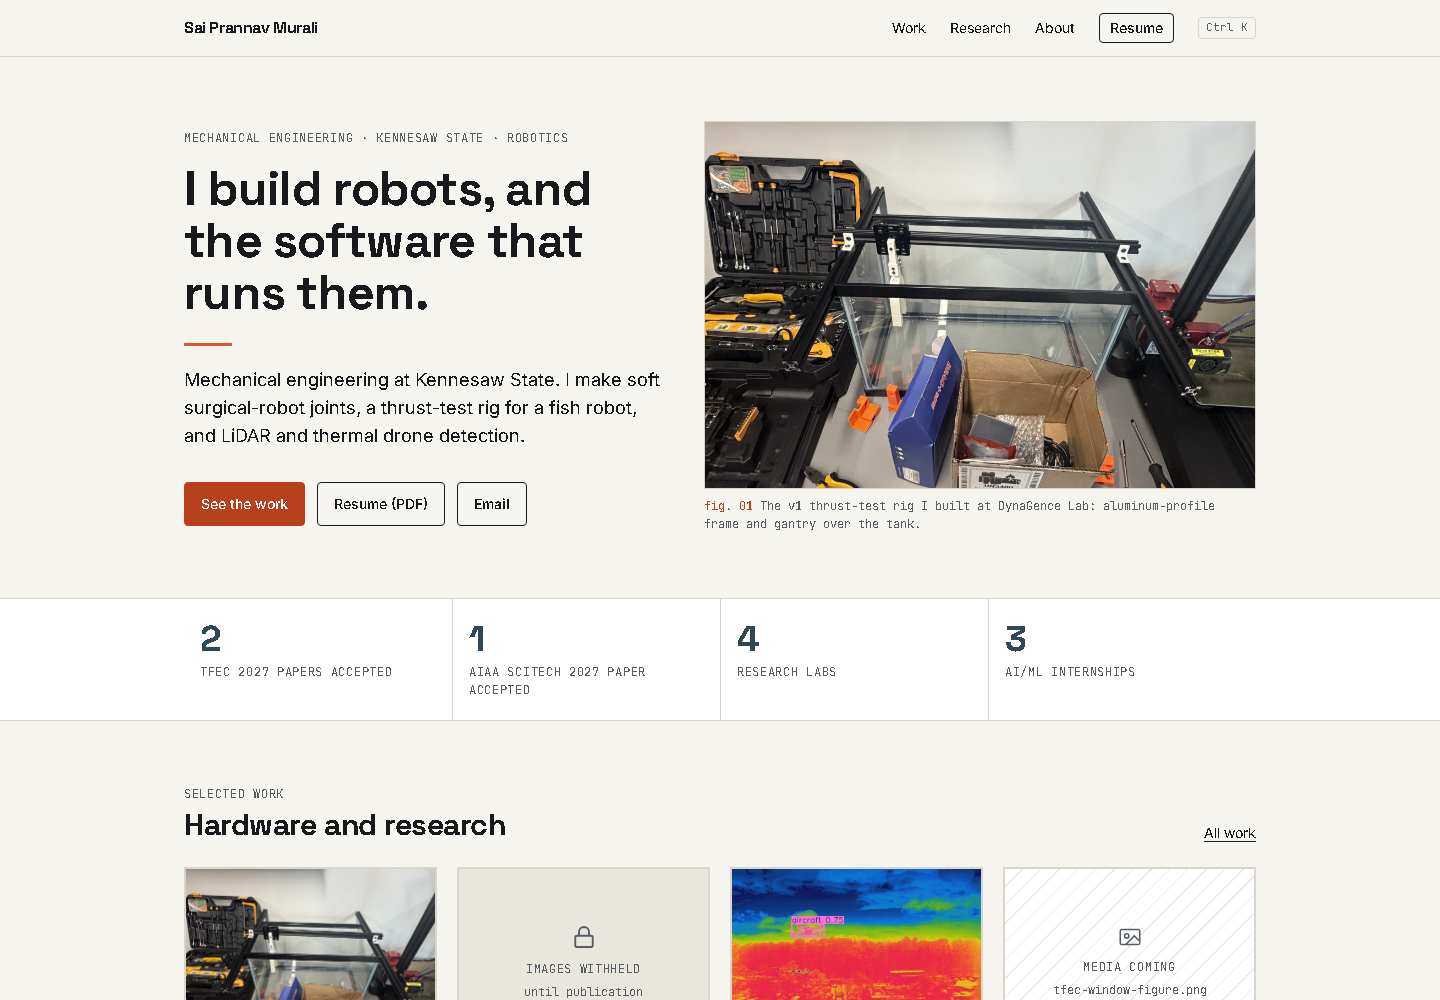 Sai Prannav Murali
Work
Research
About
Resume
Ctrl K
MECHANICAL ENGINEERING · KENNESAW STATE · ROBOTICS
I build robots, and
the software that
runs them.
Mechanical engineering at Kennesaw State. I make soft
surgical-robot joints, a thrust-test rig for a fish robot,
and LiDAR and thermal drone detection.
See the work
Resume (PDF)
Email
fig. 01 The v1 thrust-test rig I built at DynaGence Lab: aluminum-profile
frame and gantry over the tank.
2
TFEC 2027 PAPERS ACCEPTED
1
AIAA SCITECH 2027 PAPER
ACCEPTED
4
RESEARCH LABS
3
AI/ML INTERNSHIPS
SELECTED WORK
Hardware and research
All work
IMAGES WITHHELD
until publication
aircraft 0.75
MEDIA COMING
tfec-window-figure.png